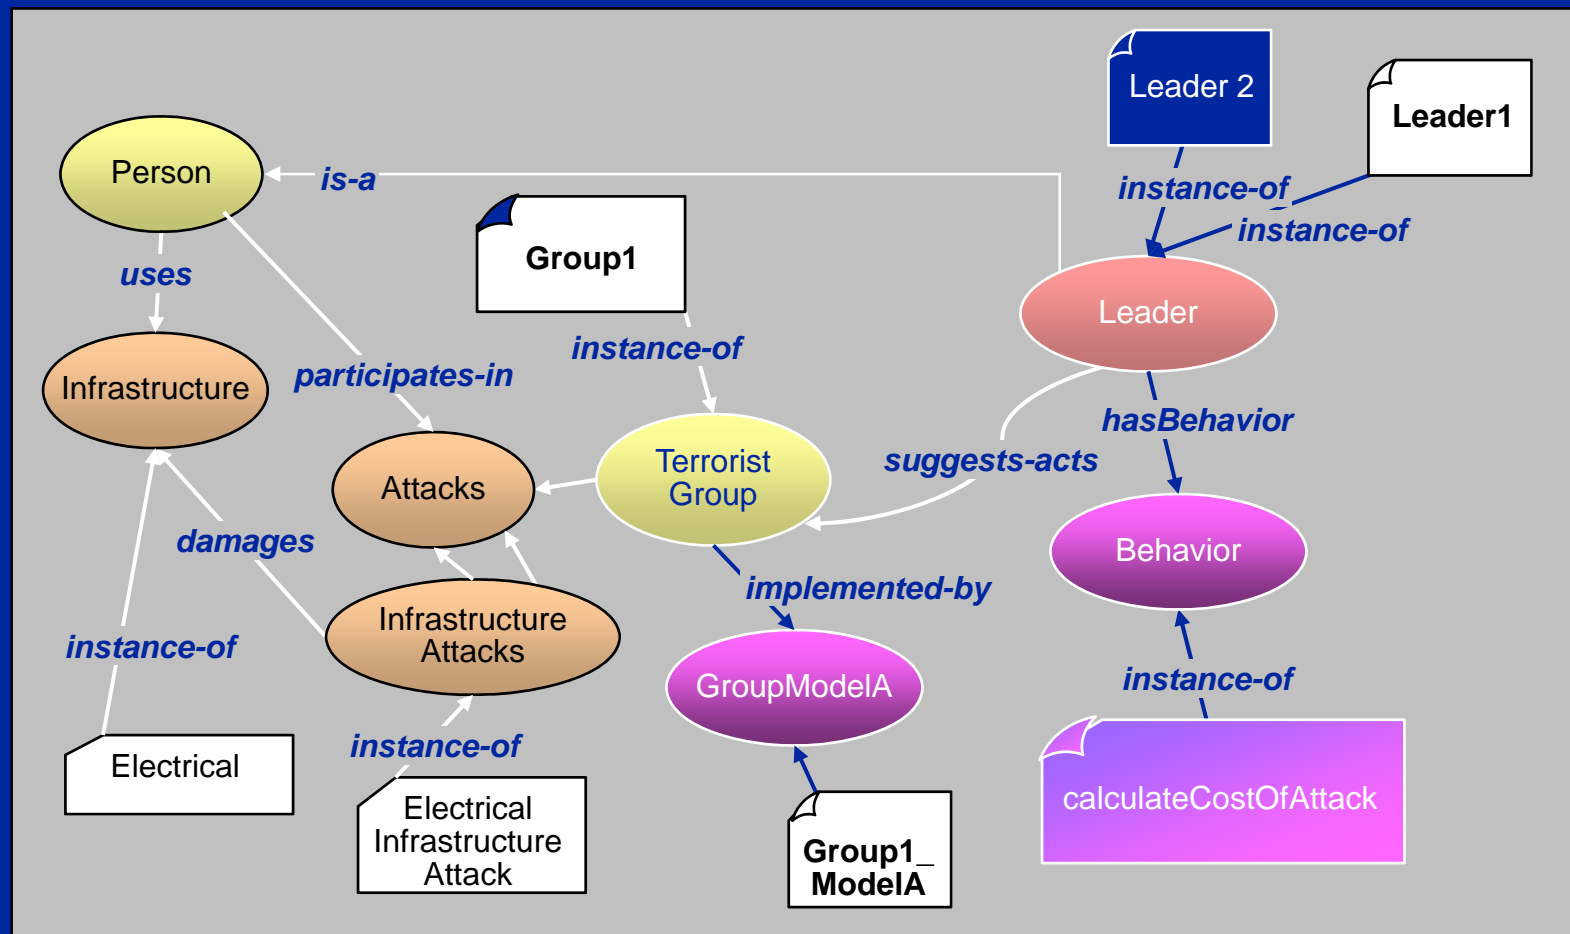 Leader 2
Leader1
Person
is-a
instance-of
instance-of
Group1
uses
Leader
instance-of
Infrastructure
participates-in
hasBehavior
suggests-acts
Terrorist
Group
Attacks
damages
Behavior
implemented-by
Infrastructure
Attacks
instance-of
GroupModelA
instance-of
instance-of
Electrical
calculateCostOfAttack
Electrical
Infrastructure
Attack
Group1_
ModelA